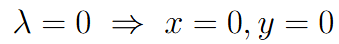 λ = 0 ⇒ x = 0, y = 0